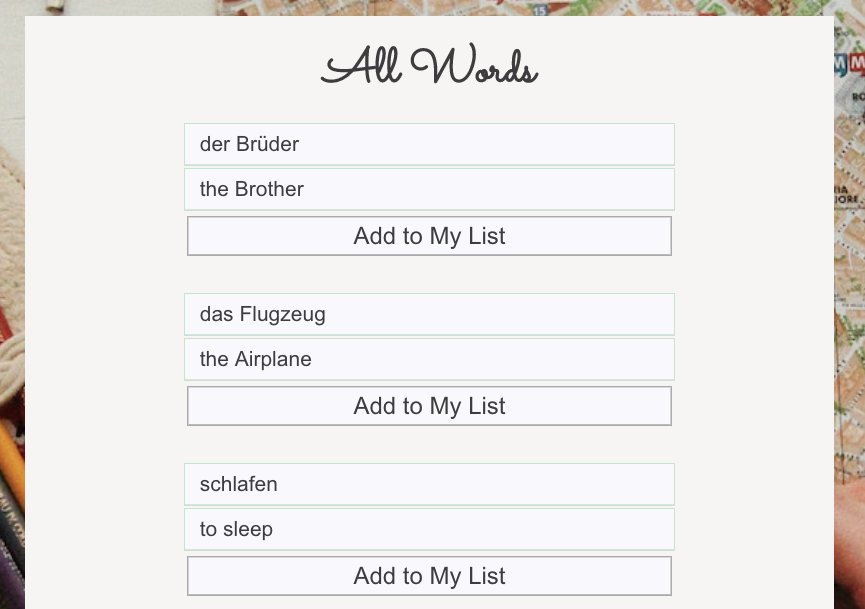 All Words
der Brüder
the Brother
Add to My List
das Flugzeug
the Airplane
Add to My List
schlafen
to sleep
Add to My List
15